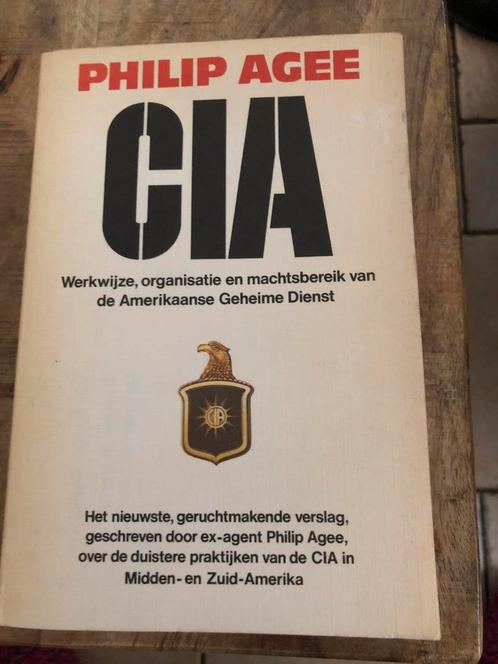 PHILIP AGEE
CIA
Werkwijze, organisatie en machtsbereik van
de Amerikaanse Geheime Dienst
CIA
Het nieuwste, geruchtmakende verslag,
geschreven door ex-agent Philip Agee,
over de duistere praktijken van de CIA in
Midden- en Zuid-Amerika